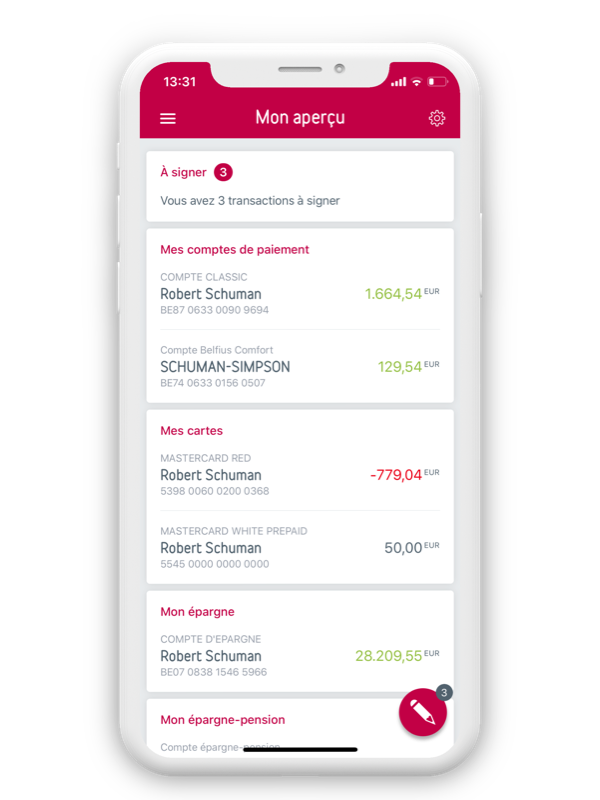 13:31
Mon aperçu
À signer 3
Vous avez 3 transactions à signer
Mes comptes de paiement
COMPTE CLASSIC
Robert Schuman 1.664,54 EUR
BE87 0633 0090 9694
Compte Belfius Comfort
SCHUMAN-SIMPSON 129,54 EUR
BE74 0633 0156 0507
Mes cartes
MASTERCARD RED
Robert Schuman -779,04 EUR
5398 0060 0200 0368
MASTERCARD WHITE PREPAID
Robert Schuman 50,00 EUR
5545 0000 0000 0000
Mon épargne
COMPTE D'EPARGNE
Robert Schuman 28.209,55 EUR
BE07 0838 1546 5966
3
Mon épargne-pension
Compte épargne-pension